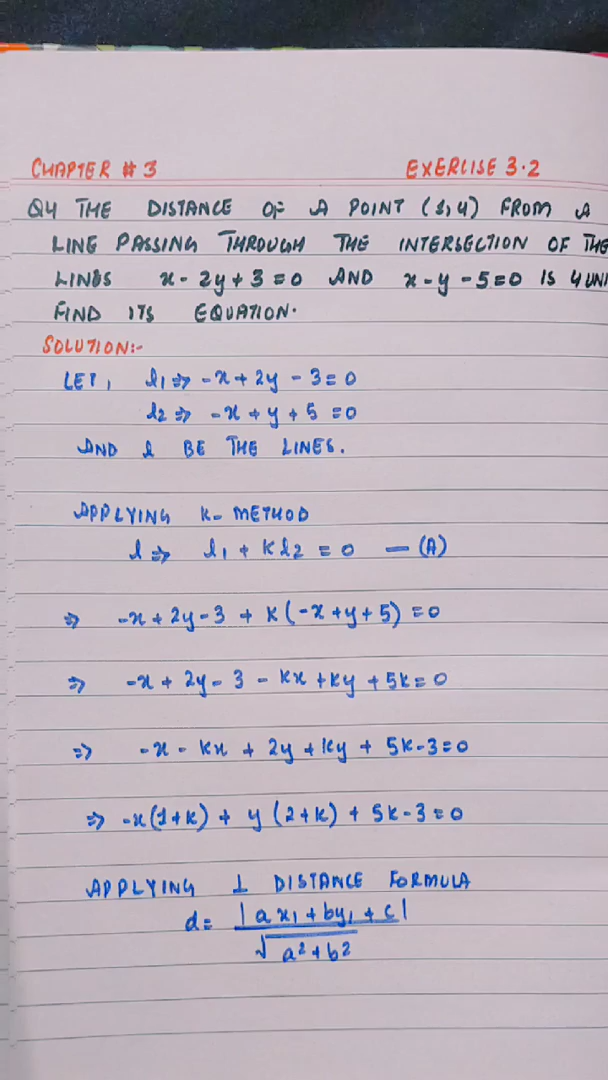 CHAPTER # 3 EXERCISE 3.2
Q4 THE DISTANCE OF A POINT (1,4) FROM A
LINE PASSING THROUGH THE INTERSECTION OF THE
LINES x - 2y + 3 = 0 AND x - y - 5 = 0 IS 4 UNI
FIND ITS EQUATION.
SOLUTION:-
LET, l₁ ⇒ -x + 2y - 3 = 0
l₂ ⇒ -x + y + 5 = 0
AND l BE THE LINES.
APPLYING K- METHOD
l ⇒ l₁ + Kl₂ = 0 — (A)
⇒ -x + 2y - 3 + K(-x + y + 5) = 0
⇒ -x + 2y - 3 - Kx + Ky + 5K = 0
⇒ -x - Kx + 2y + Ky + 5K - 3 = 0
⇒ -x(1+K) + y(2+K) + 5K - 3 = 0
APPLYING ⊥ DISTANCE FORMULA
d = |ax₁ + by₁ + c|
√a² + b²